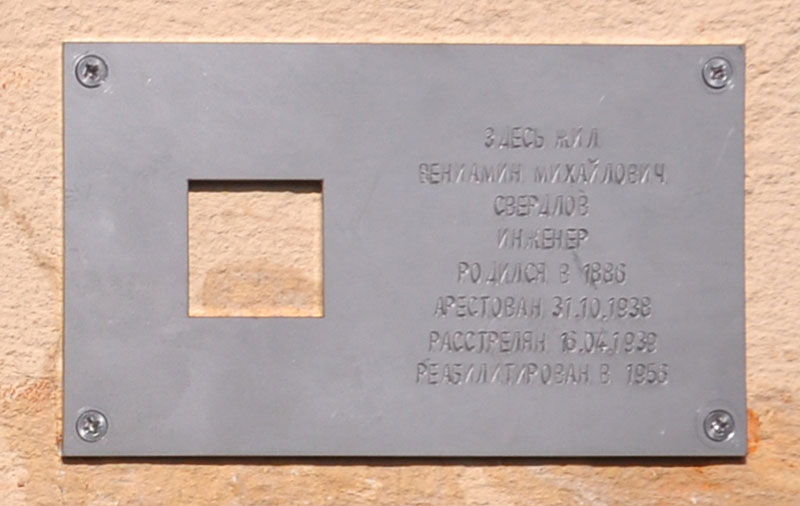 ЗДЕСЬ ЖИЛ
ВЕНИАМИН МИХАЙЛОВИЧ
СВЕРДЛОВ
ИНЖЕНЕР
РОДИЛСЯ В 1886
АРЕСТОВАН 31.10.1938
РАССТРЕЛЯН 16.04.1939
РЕАБИЛИТИРОВАН В 1956